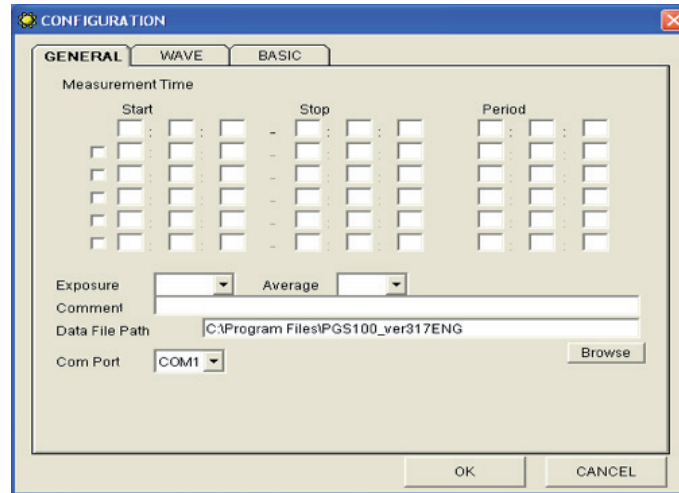 CONFIGURATION
GENERAL WAVE BASIC
Measurement Time
Start Stop Period
: : - : : : :
: : - : : : :
: : - : : : :
: : - : : : :
: : - : : : :
: : - : : : :
Exposure Average
Comment
Data File Path C:\Program Files\PGS100_ver317ENG
Browse
Com Port COM1
OK CANCEL